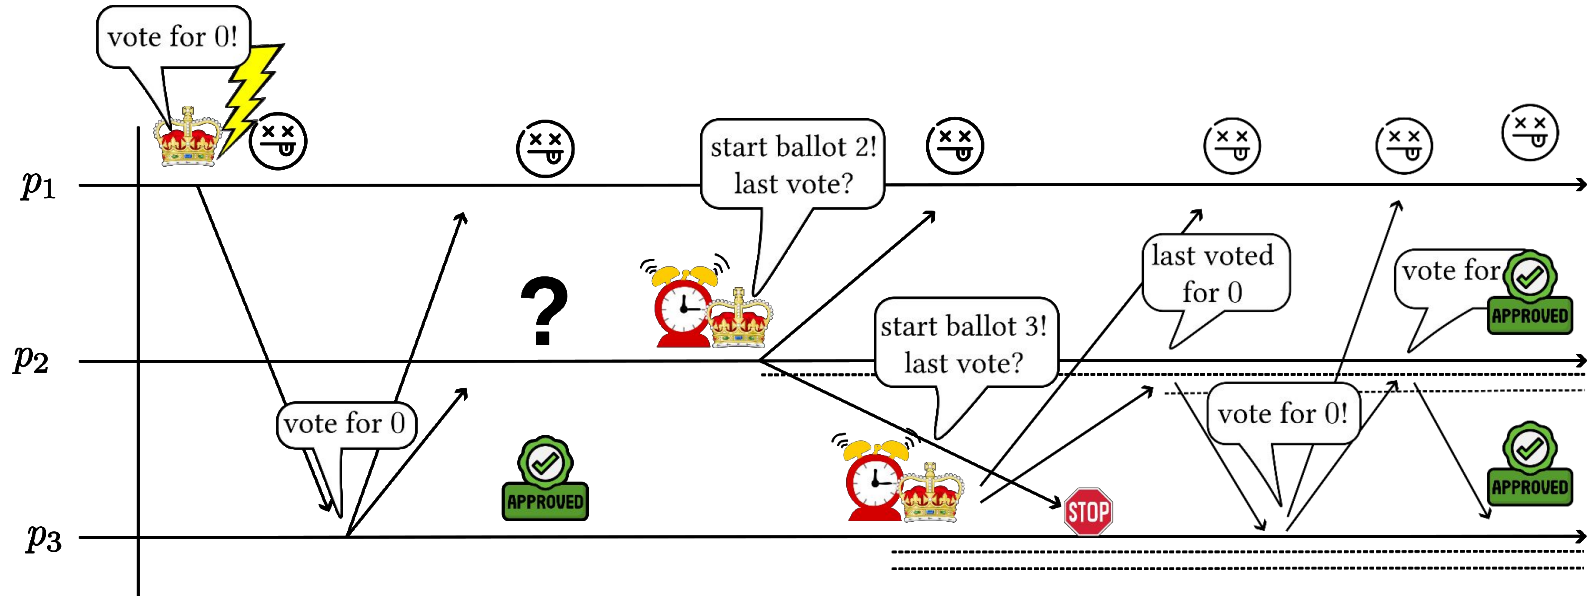 vote for 0!
p1
start ballot 2!
last vote?
last voted
for 0
vote for
APPROVED
?
start ballot 3!
last vote?
p2
vote for 0
vote for 0!
APPROVED
STOP
APPROVED
p3